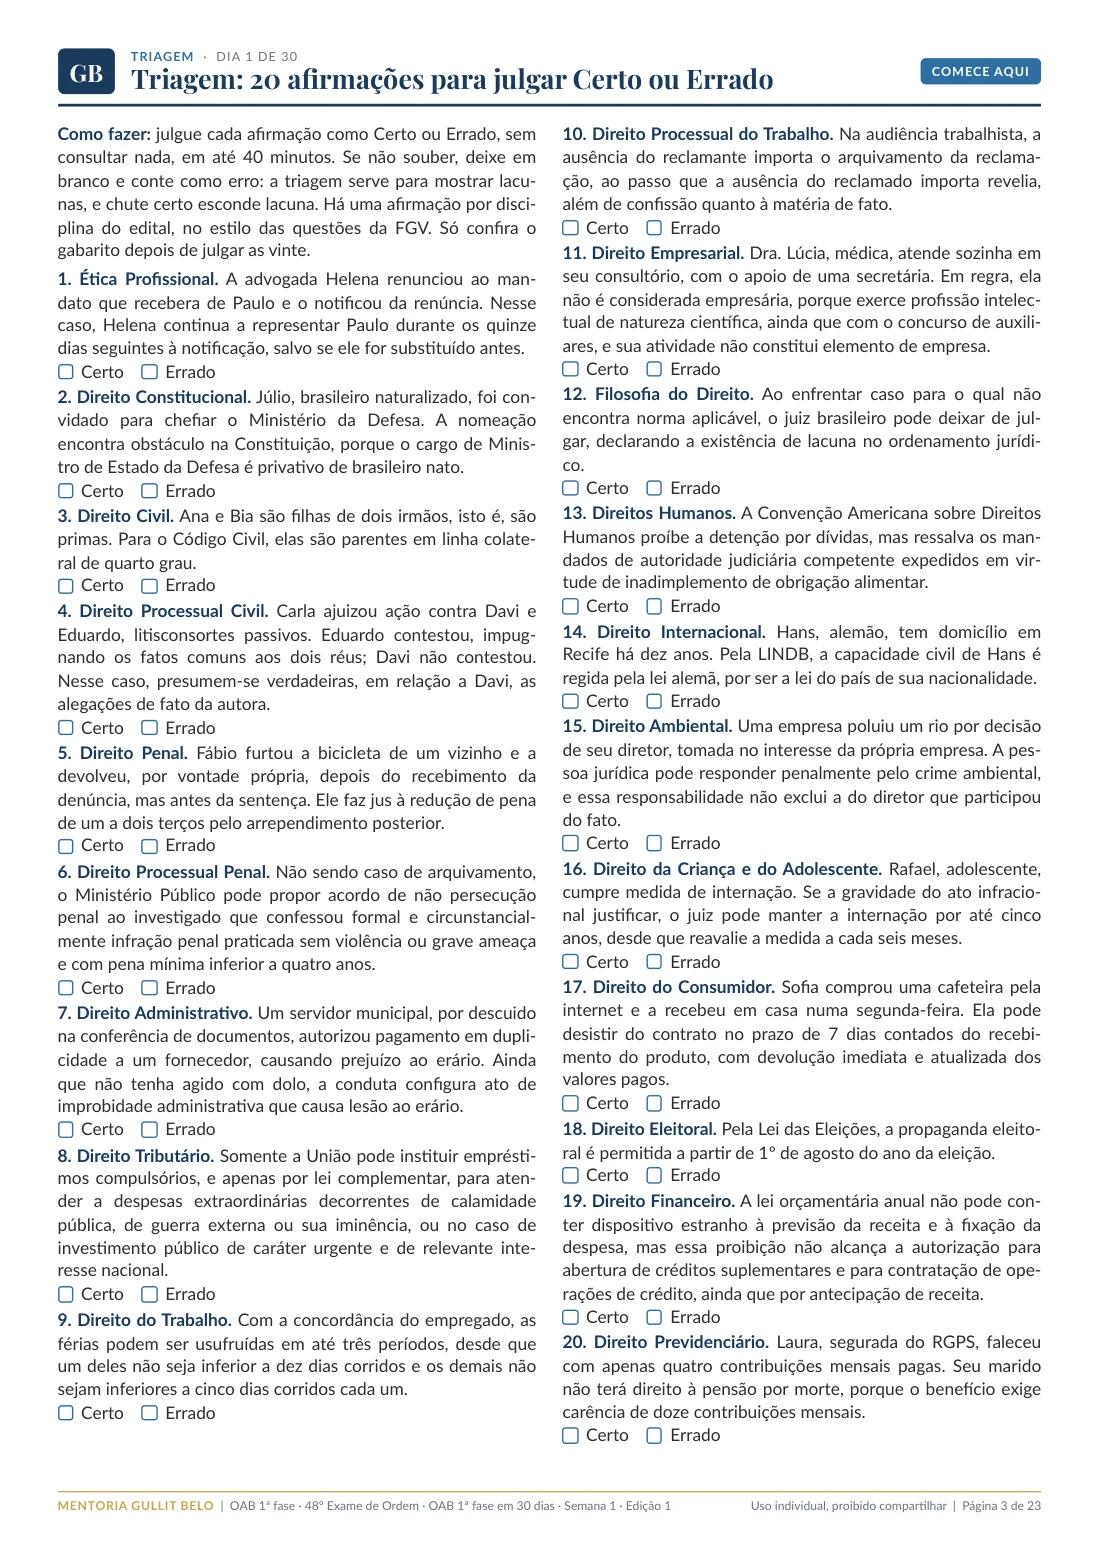 GB
TRIAGEM · DIA 1 DE 30
Triagem: 20 afirmações para julgar Certo ou Errado
COMECE AQUI
Como fazer: julgue cada afirmação como Certo ou Errado, sem
consultar nada, em até 40 minutos. Se não souber, deixe em
branco e conte como erro: a triagem serve para mostrar lacu-
nas, e chute certo esconde lacuna. Há uma afirmação por disci-
plina do edital, no estilo das questões da FGV. Só confira o
gabarito depois de julgar as vinte.
1. Ética Profissional. A advogada Helena renunciou ao man-
dato que recebera de Paulo e o notificou da renúncia. Nesse
caso, Helena continua a representar Paulo durante os quinze
dias seguintes à notificação, salvo se ele for substituído antes.
Certo Errado
2. Direito Constitucional. Júlio, brasileiro naturalizado, foi con-
vidado para chefiar o Ministério da Defesa. A nomeação
encontra obstáculo na Constituição, porque o cargo de Minis-
tro de Estado da Defesa é privativo de brasileiro nato.
Certo Errado
3. Direito Civil. Ana e Bia são filhas de dois irmãos, isto é, são
primas. Para o Código Civil, elas são parentes em linha colate-
ral de quarto grau.
Certo Errado
4. Direito Processual Civil. Carla ajuizou ação contra Davi e
Eduardo, litisconsortes passivos. Eduardo contestou, impug-
nando os fatos comuns aos dois réus; Davi não contestou.
Nesse caso, presumem-se verdadeiras, em relação a Davi, as
alegações de fato da autora.
Certo Errado
5. Direito Penal. Fábio furtou a bicicleta de um vizinho e a
devolveu, por vontade própria, depois do recebimento da
denúncia, mas antes da sentença. Ele faz jus à redução de pena
de um a dois terços pelo arrependimento posterior.
Certo Errado
6. Direito Processual Penal. Não sendo caso de arquivamento,
o Ministério Público pode propor acordo de não persecução
penal ao investigado que confessou formal e circunstancial-
mente infração penal praticada sem violência ou grave ameaça
e com pena mínima inferior a quatro anos.
Certo Errado
7. Direito Administrativo. Um servidor municipal, por descuido
na conferência de documentos, autorizou pagamento em dupli-
cidade a um fornecedor, causando prejuízo ao erário. Ainda
que não tenha agido com dolo, a conduta configura ato de
improbidade administrativa que causa lesão ao erário.
Certo Errado
8. Direito Tributário. Somente a União pode instituir emprésti-
mos compulsórios, e apenas por lei complementar, para aten-
der a despesas extraordinárias decorrentes de calamidade
pública, de guerra externa ou sua iminência, ou no caso de
investimento público de caráter urgente e de relevante inte-
resse nacional.
Certo Errado
9. Direito do Trabalho. Com a concordância do empregado, as
férias podem ser usufruídas em até três períodos, desde que
um deles não seja inferior a dez dias corridos e os demais não
sejam inferiores a cinco dias corridos cada um.
Certo Errado
10. Direito Processual do Trabalho. Na audiência trabalhista, a
ausência do reclamante importa o arquivamento da reclama-
ção, ao passo que a ausência do reclamado importa revelia,
além de confissão quanto à matéria de fato.
Certo Errado
11. Direito Empresarial. Dra. Lúcia, médica, atende sozinha em
seu consultório, com o apoio de uma secretária. Em regra, ela
não é considerada empresária, porque exerce profissão intelec-
tual de natureza científica, ainda que com o concurso de auxili-
ares, e sua atividade não constitui elemento de empresa.
Certo Errado
12. Filosofia do Direito. Ao enfrentar caso para o qual não
encontra norma aplicável, o juiz brasileiro pode deixar de jul-
gar, declarando a existência de lacuna no ordenamento jurídi-
co.
Certo Errado
13. Direitos Humanos. A Convenção Americana sobre Direitos
Humanos proíbe a detenção por dívidas, mas ressalva os man-
dados de autoridade judiciária competente expedidos em vir-
tude de inadimplemento de obrigação alimentar.
Certo Errado
14. Direito Internacional. Hans, alemão, tem domicílio em
Recife há dez anos. Pela LINDB, a capacidade civil de Hans é
regida pela lei alemã, por ser a lei do país de sua nacionalidade.
Certo Errado
15. Direito Ambiental. Uma empresa poluiu um rio por decisão
de seu diretor, tomada no interesse da própria empresa. A pes-
soa jurídica pode responder penalmente pelo crime ambiental,
e essa responsabilidade não exclui a do diretor que participou
do fato.
Certo Errado
16. Direito da Criança e do Adolescente. Rafael, adolescente,
cumpre medida de internação. Se a gravidade do ato infracio-
nal justificar, o juiz pode manter a internação por até cinco
anos, desde que reavalie a medida a cada seis meses.
Certo Errado
17. Direito do Consumidor. Sofia comprou uma cafeteira pela
internet e a recebeu em casa numa segunda-feira. Ela pode
desistir do contrato no prazo de 7 dias contados do recebi-
mento do produto, com devolução imediata e atualizada dos
valores pagos.
Certo Errado
18. Direito Eleitoral. Pela Lei das Eleições, a propaganda eleito-
ral é permitida a partir de 1º de agosto do ano da eleição.
Certo Errado
19. Direito Financeiro. A lei orçamentária anual não pode con-
ter dispositivo estranho à previsão da receita e à fixação da
despesa, mas essa proibição não alcança a autorização para
abertura de créditos suplementares e para contratação de ope-
rações de crédito, ainda que por antecipação de receita.
Certo Errado
20. Direito Previdenciário. Laura, segurada do RGPS, faleceu
com apenas quatro contribuições mensais pagas. Seu marido
não terá direito à pensão por morte, porque o benefício exige
carência de doze contribuições mensais.
Certo Errado
MENTORIA GULLIT BELO | OAB 1ª fase · 48º Exame de Ordem · OAB 1ª fase em 30 dias · Semana 1 · Edição 1
Uso individual, proibido compartilhar | Página 3 de 23